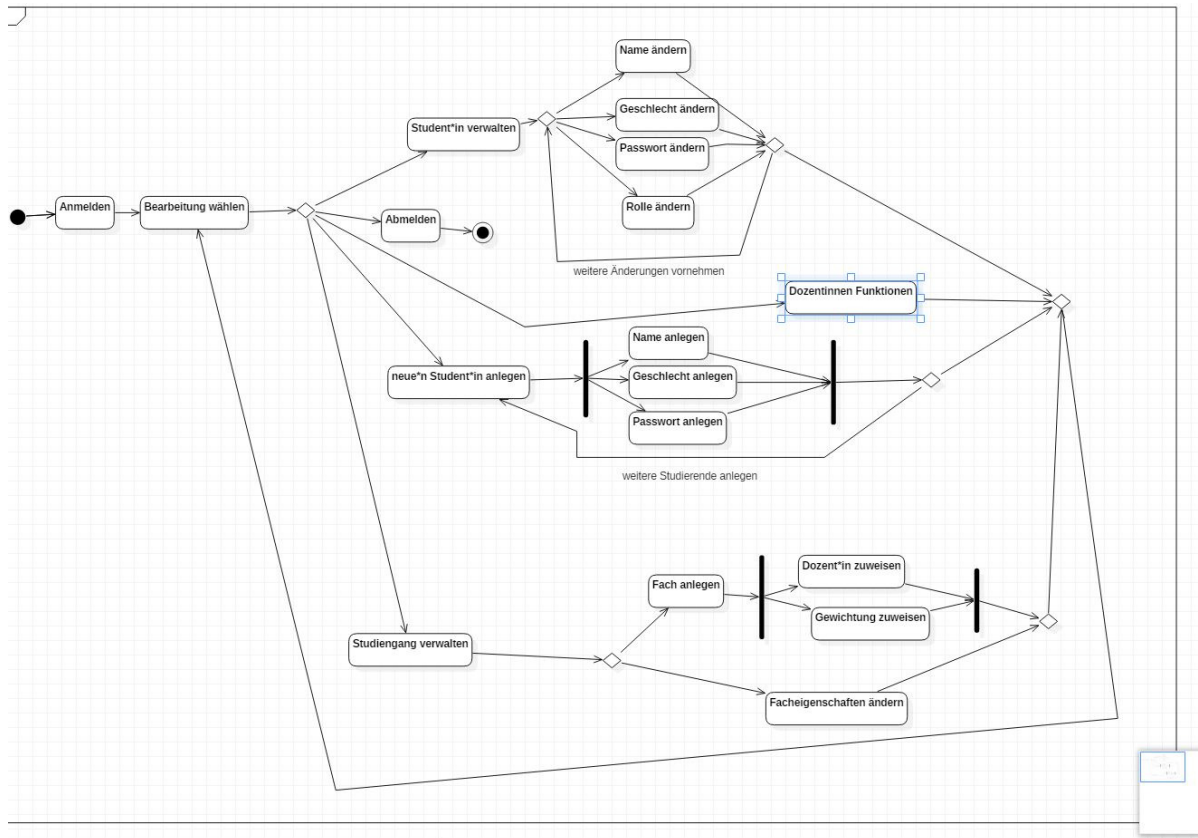 Name ändern
Geschlecht ändern
Student*in verwalten
Passwort ändern
Anmelden
Bearbeitung wählen
Rolle ändern
Abmelden
weitere Änderungen vornehmen
Dozentinnen Funktionen
Name anlegen
neue*n Student*in anlegen
Geschlecht anlegen
Passwort anlegen
weitere Studierende anlegen
Dozent*in zuweisen
Fach anlegen
Gewichtung zuweisen
Studiengang verwalten
Facheigenschaften ändern